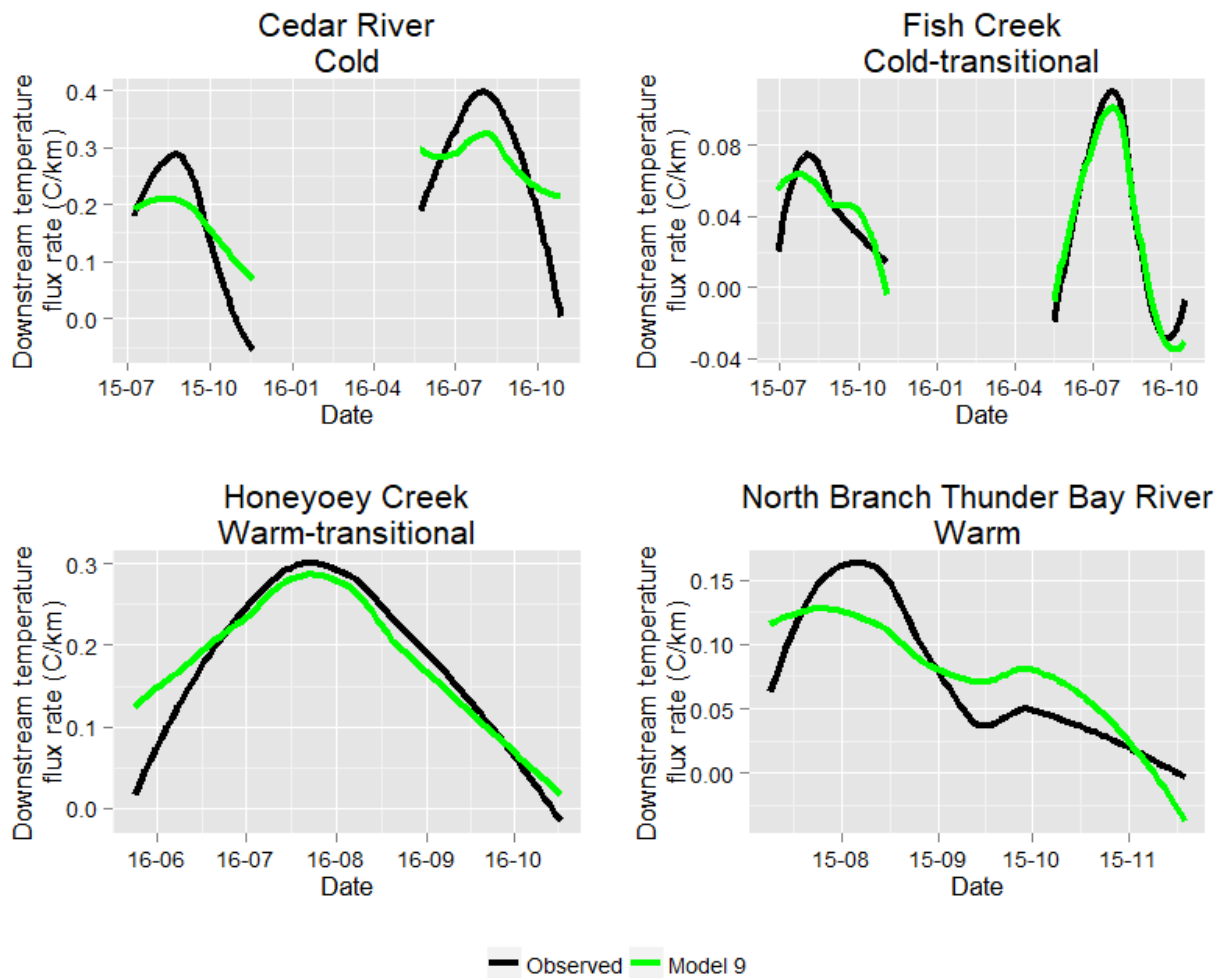 Cedar River
Cold
Downstream temperature
flux rate (C/km)
0.4
0.3
0.2
0.1
0.0
15-07 15-10 16-01 16-04 16-07 16-10
Date
Fish Creek
Cold-transitional
Downstream temperature
flux rate (C/km)
0.08
0.04
0.00
-0.04
15-07 15-10 16-01 16-04 16-07 16-10
Date
Honeyoey Creek
Warm-transitional
Downstream temperature
flux rate (C/km)
0.3
0.2
0.1
0.0
16-06 16-07 16-08 16-09 16-10
Date
North Branch Thunder Bay River
Warm
Downstream temperature
flux rate (C/km)
0.15
0.10
0.05
0.00
15-08 15-09 15-10 15-11
Date
Observed Model 9